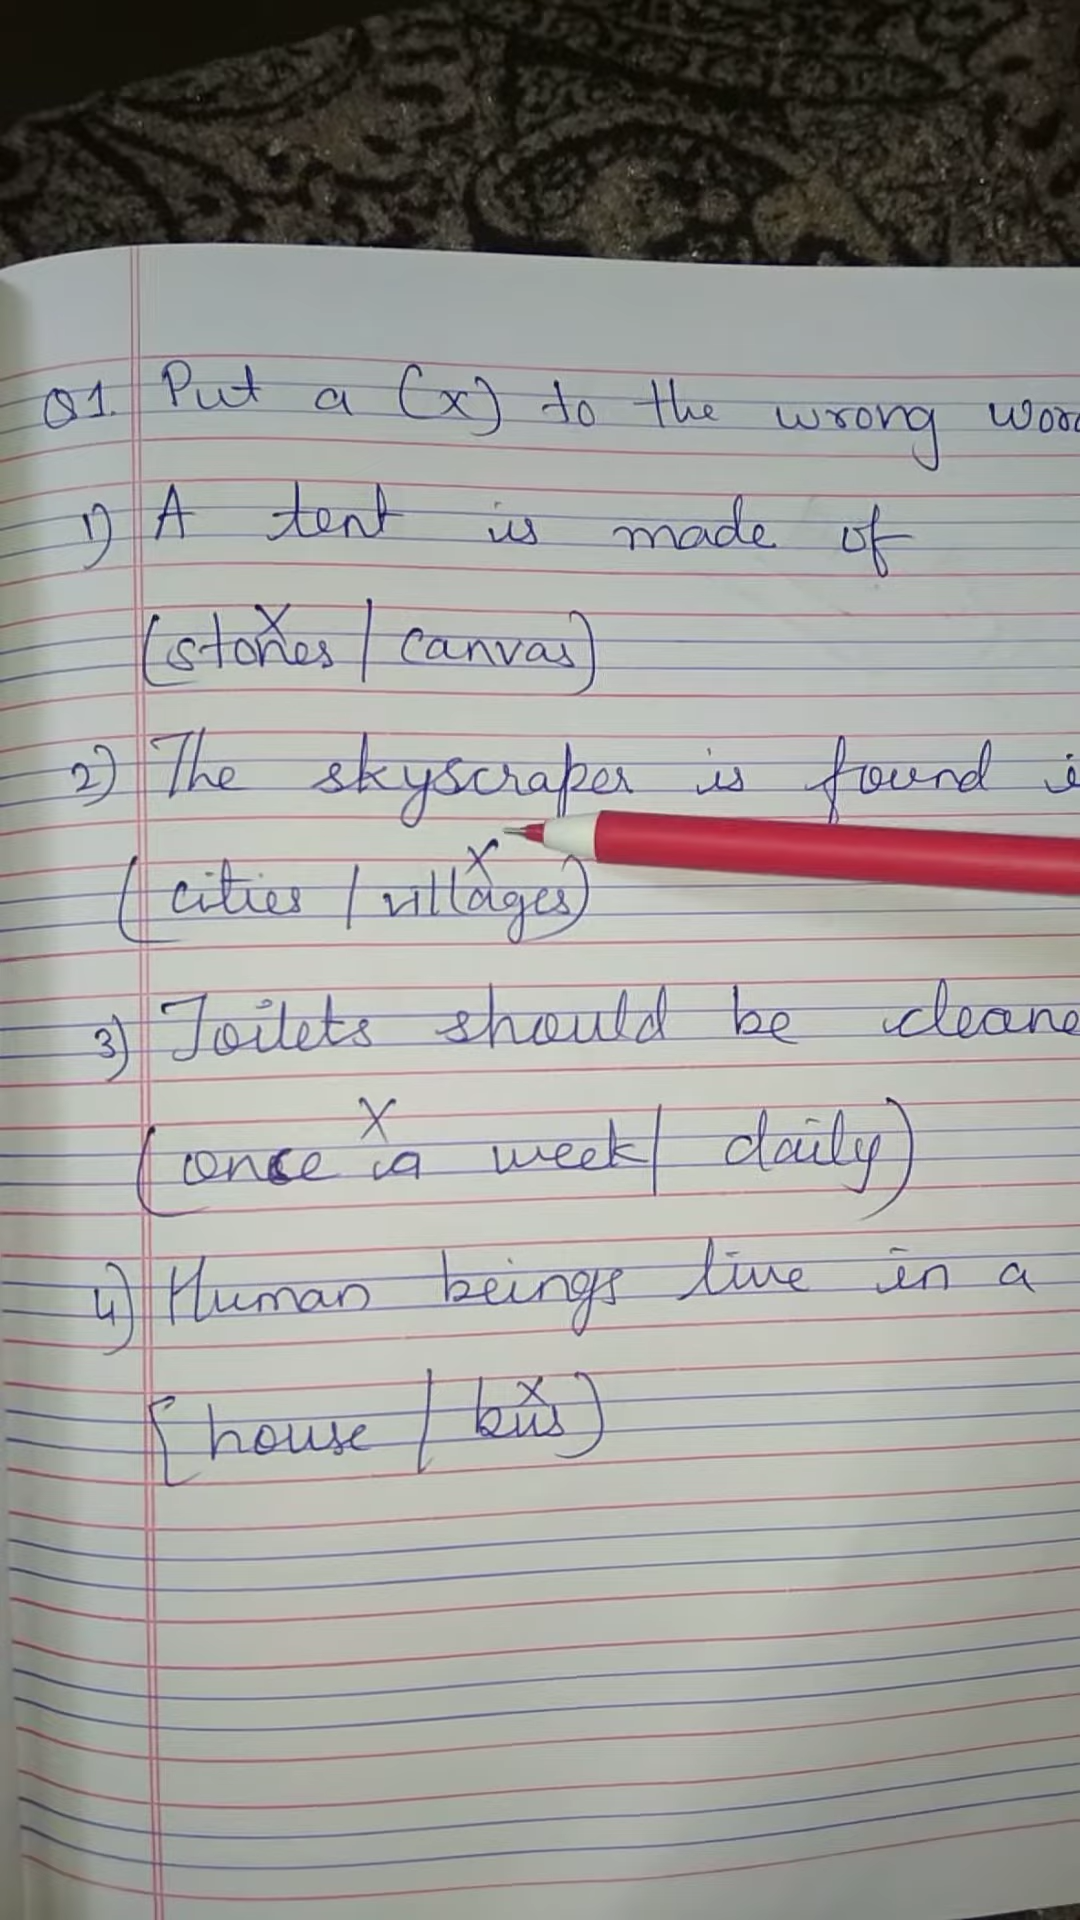 Q1. Put a (x) to the wrong
1) A tent is made of
(stones / canvas)
2) The skyscraper is found
(cities / villages)
3) Toilets should be
(once a week / daily)
4) Human beings live in a
(house / bus)